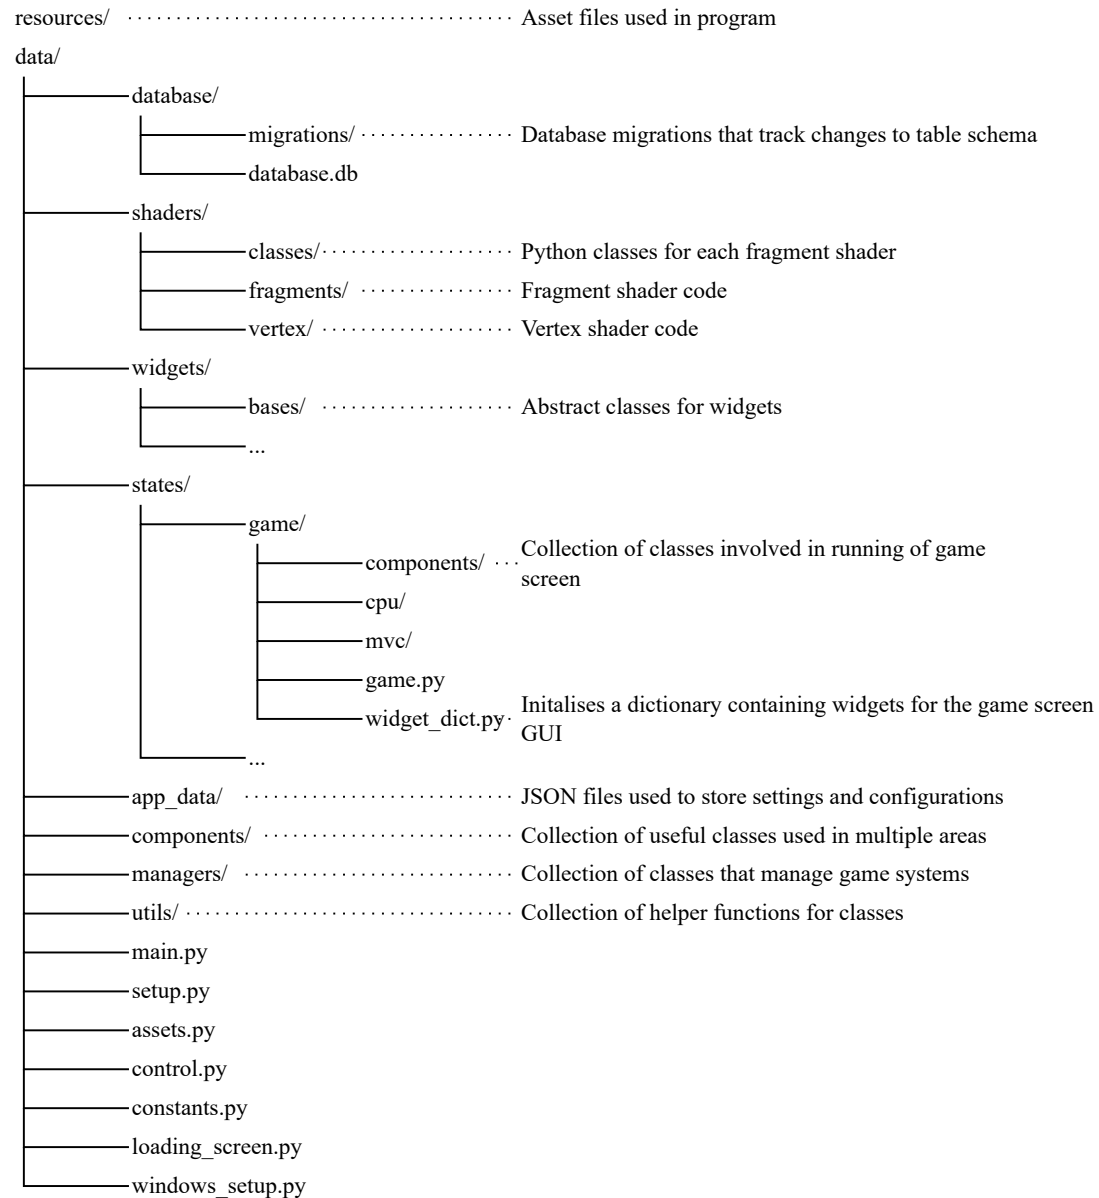 resources/ Asset files used in program
data/
database/
migrations/ Database migrations that track changes to table schema
database.db
shaders/
classes/ Python classes for each fragment shader
fragments/ Fragment shader code
vertex/ Vertex shader code
widgets/
bases/ Abstract classes for widgets
...
states/
game/
components/ Collection of classes involved in running of game
screen
cpu/
mvc/
game.py
widget_dict.py Initalises a dictionary containing widgets for the game screen
GUI
...
app_data/ JSON files used to store settings and configurations
components/ Collection of useful classes used in multiple areas
managers/ Collection of classes that manage game systems
utils/ Collection of helper functions for classes
main.py
setup.py
assets.py
control.py
constants.py
loading_screen.py
windows_setup.py